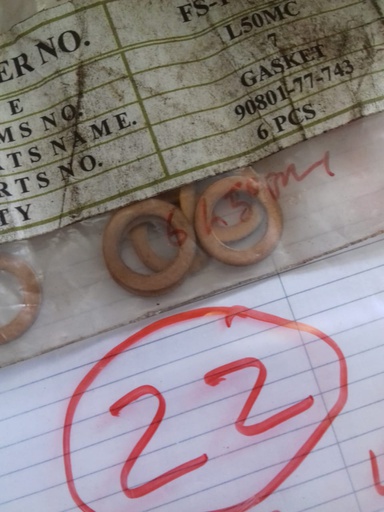 ER NO. FS-
E L50MC
MS NO. 7
RTS NAME. GASKET
RTS NO. 90801-77-743
TY 6 PCS
22